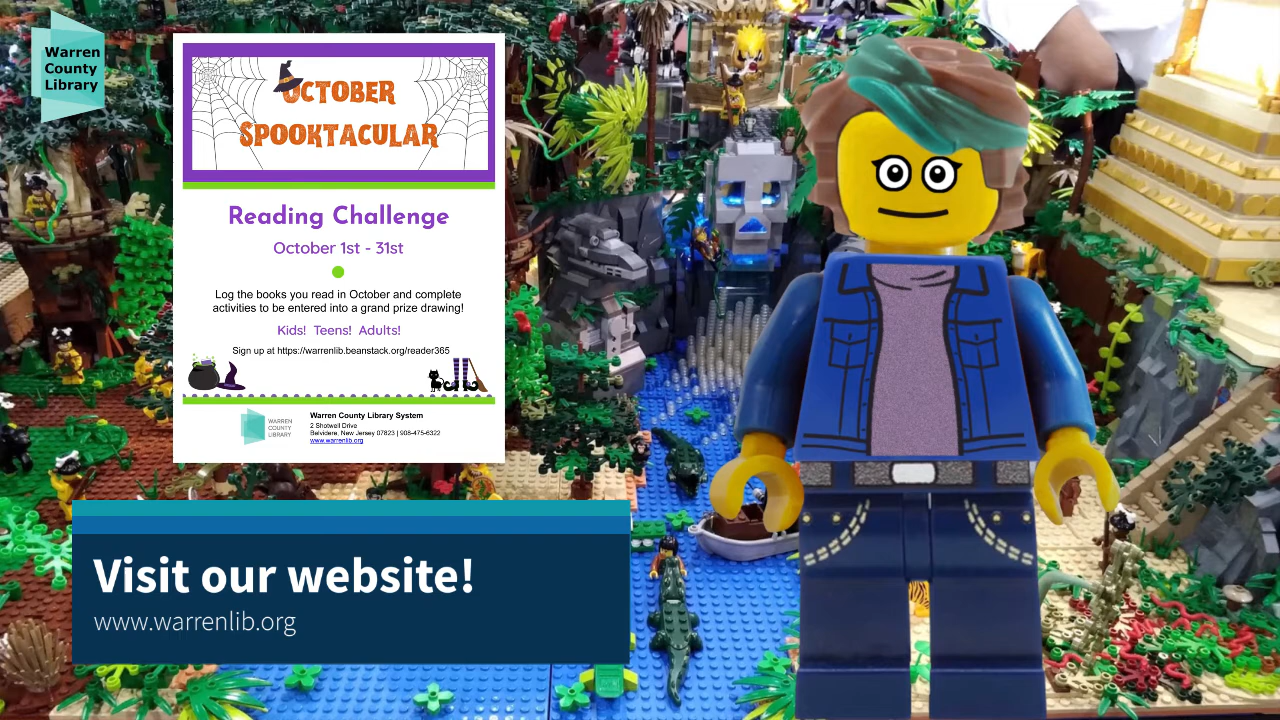 Warren
County
Library
OCTOBER
SPOOKTACULAR
Reading Challenge
October 1st - 31st
Log the books you read in October and complete
activities to be entered into a grand prize drawing!
Kids! Teens! Adults!
Sign up at https://warrenlib.beanstack.org/reader365
WARREN
COUNTY
LIBRARY
Warren County Library System
2 Shotwell Drive
Belvidere, New Jersey 07823 | 908-475-6322
www.warrenlib.org
Visit our website!
www.warrenlib.org